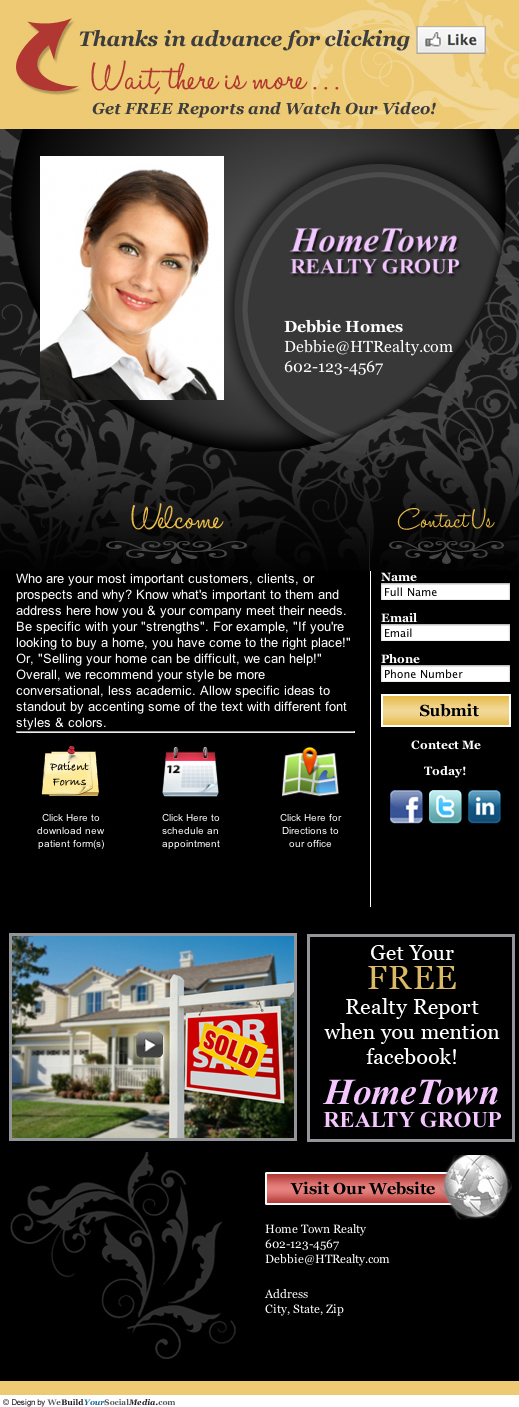 Thanks in advance for clicking Like
Wait, there is more . . .
Get FREE Reports and Watch Our Video!
HomeTown
REALTY GROUP
Debbie Homes
Debbie@HTRealty.com
602-123-4567
Welcome
Who are your most important customers, clients, or
prospects and why? Know what's important to them and
address here how you & your company meet their needs.
Be specific with your "strengths". For example, "If you're
looking to buy a home, you have come to the right place!"
Or, "Selling your home can be difficult, we can help!"
Overall, we recommend your style be more
conversational, less academic. Allow specific ideas to
standout by accenting some of the text with different font
styles & colors.
Patient
Forms
Click Here to
download new
patient form(s)
12
Click Here to
schedule an
appointment
Click Here for
Directions to
our office
Contact Us
Name
Full Name
Email
Email
Phone
Phone Number
Submit
Contect Me
Today!
f
t
in
FOR
SALE
SOLD
Get Your
FREE
Realty Report
when you mention
facebook!
HomeTown
REALTY GROUP
Visit Our Website
Home Town Realty
602-123-4567
Debbie@HTRealty.com
Address
City, State, Zip
© Design by WeBuildYourSocialMedia.com